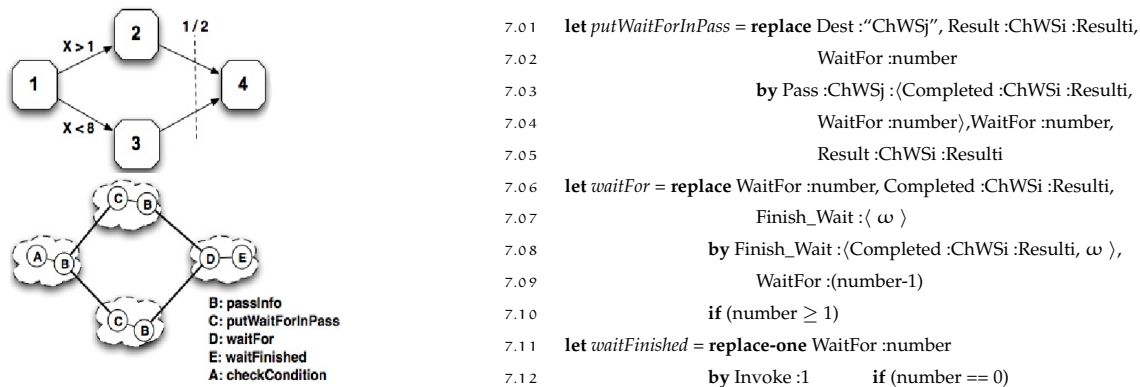 X > 1
2
1 / 2
1
4
X < 8
3
C
B
A
B
D
E
C
B
B: passInfo
C: putWaitForInPass
D: waitFor
E: waitFinished
A: checkCondition
7.01 let putWaitForInPass = replace Dest :“ChWSj”, Result :ChWSi :Resulti,
7.02 WaitFor :number
7.03 by Pass :ChWSj :⟨Completed :ChWSi :Resulti,
7.04 WaitFor :number⟩,WaitFor :number,
7.05 Result :ChWSi :Resulti
7.06 let waitFor = replace WaitFor :number, Completed :ChWSi :Resulti,
7.07 Finish_Wait :⟨ ω ⟩
7.08 by Finish_Wait :⟨Completed :ChWSi :Resulti, ω ⟩,
7.09 WaitFor :(number-1)
7.10 if (number ≥ 1)
7.11 let waitFinished = replace-one WaitFor :number
7.12 by Invoke :1 if (number == 0)